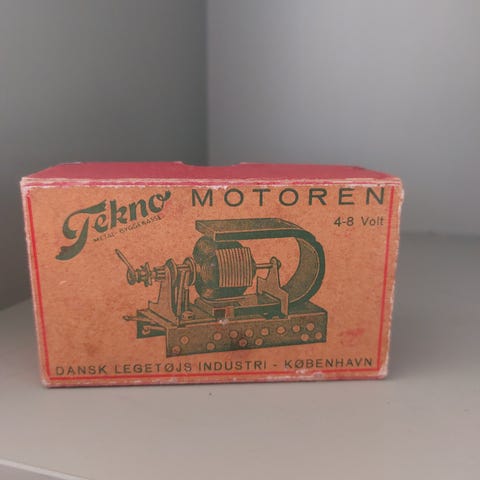 Tekno MOTOREN
METAL-BYGGEKASSE
4-8 Volt
DANSK LEGETØJS INDUSTRI - KØBENHAVN